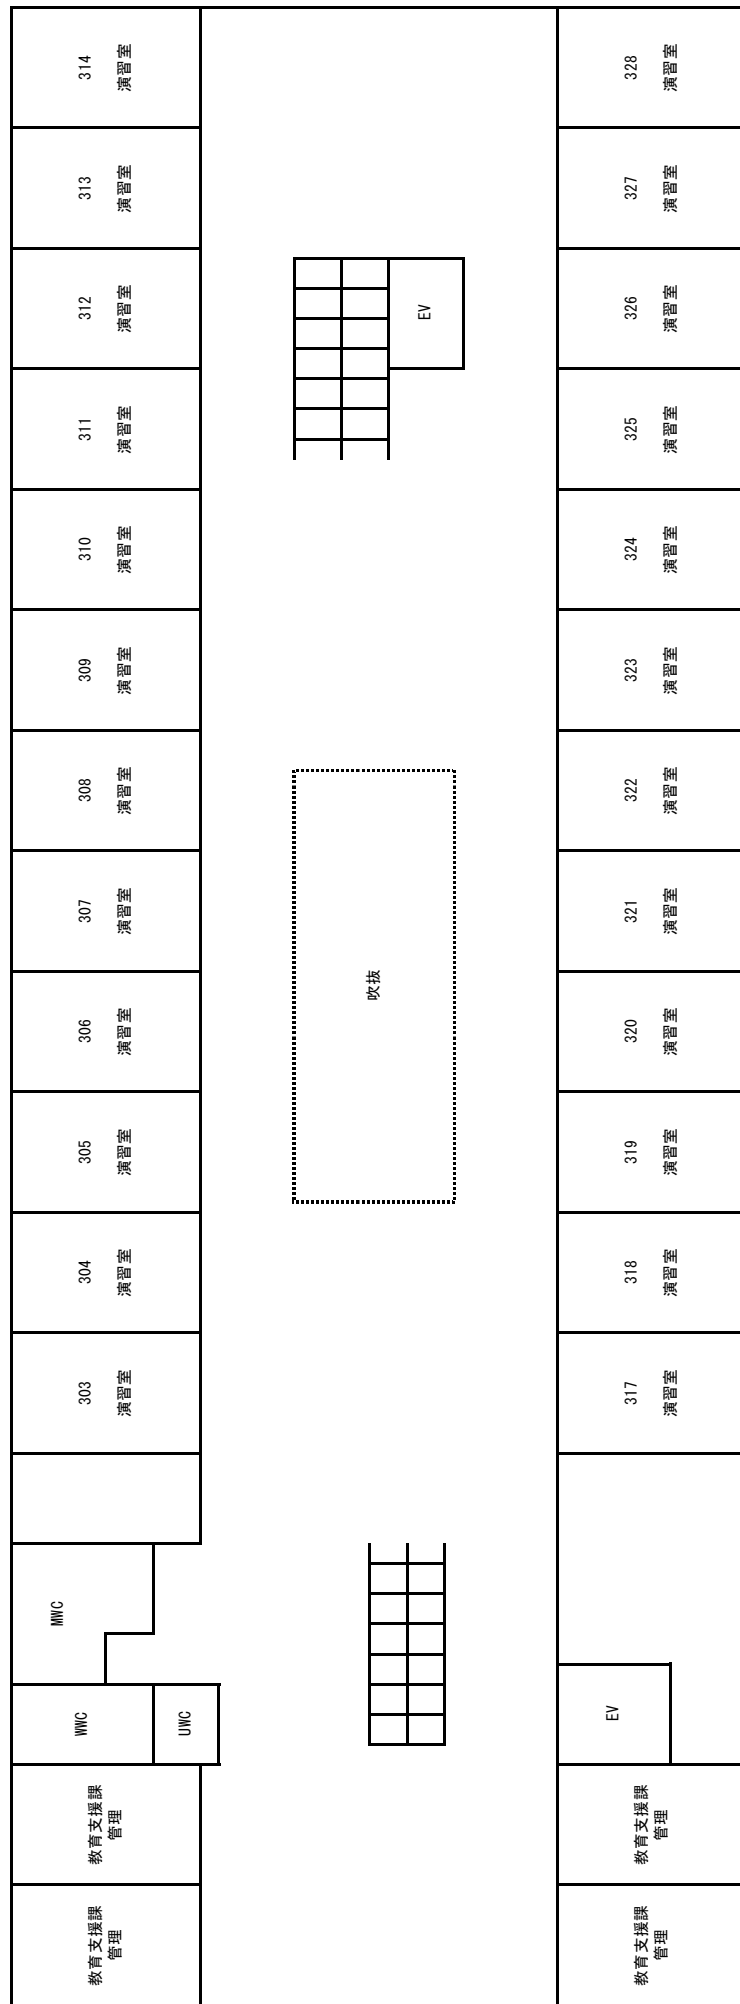 314
演習室
313
演習室
312
演習室
311
演習室
310
演習室
309
演習室
308
演習室
307
演習室
306
演習室
305
演習室
304
演習室
303
演習室
MWC
WWC
UWC
教育支援課
管理
教育支援課
管理
EV
吹抜
328
演習室
327
演習室
326
演習室
325
演習室
324
演習室
323
演習室
322
演習室
321
演習室
320
演習室
319
演習室
318
演習室
317
演習室
EV
教育支援課
管理
教育支援課
管理